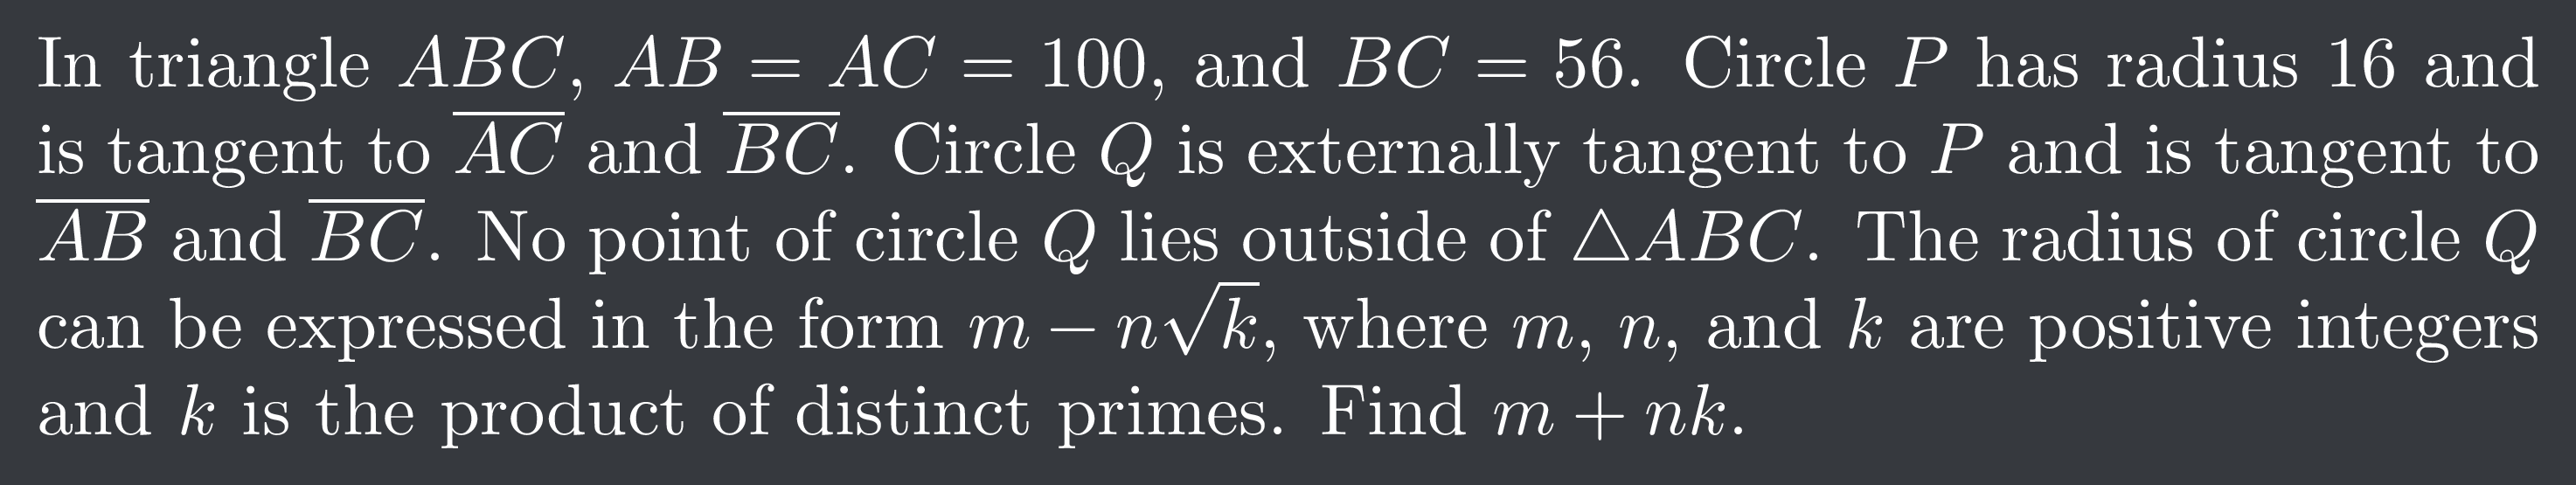 In triangle $ABC$, $AB = AC = 100$, and $BC = 56$. Circle $P$ has radius $16$ and
is tangent to $\overline{AC}$ and $\overline{BC}$. Circle $Q$ is externally tangent to $P$ and is tangent to
$\overline{AB}$ and $\overline{BC}$. No point of circle $Q$ lies outside of $\triangle ABC$. The radius of circle $Q$
can be expressed in the form $m - n\sqrt{k}$, where $m$, $n$, and $k$ are positive integers
and $k$ is the product of distinct primes. Find $m + nk$.